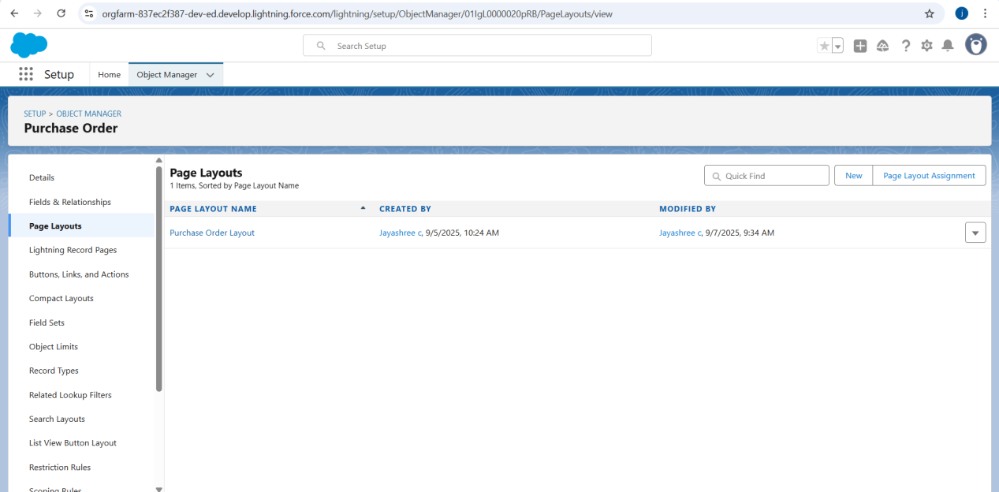 orgfarm-837ec2f387-dev-ed.develop.lightning.force.com/lightning/setup/ObjectManager/01IgL0000020pRB/PageLayouts/view
j
Search Setup
Setup
Home
Object Manager
SETUP > OBJECT MANAGER
Purchase Order
Details
Fields & Relationships
Page Layouts
Lightning Record Pages
Buttons, Links, and Actions
Compact Layouts
Field Sets
Object Limits
Record Types
Related Lookup Filters
Search Layouts
List View Button Layout
Restriction Rules
Scoping Rules
Page Layouts
1 Items, Sorted by Page Layout Name
Quick Find
New
Page Layout Assignment
PAGE LAYOUT NAME CREATED BY MODIFIED BY
Purchase Order Layout Jayashree c, 9/5/2025, 10:24 AM Jayashree c, 9/7/2025, 9:34 AM